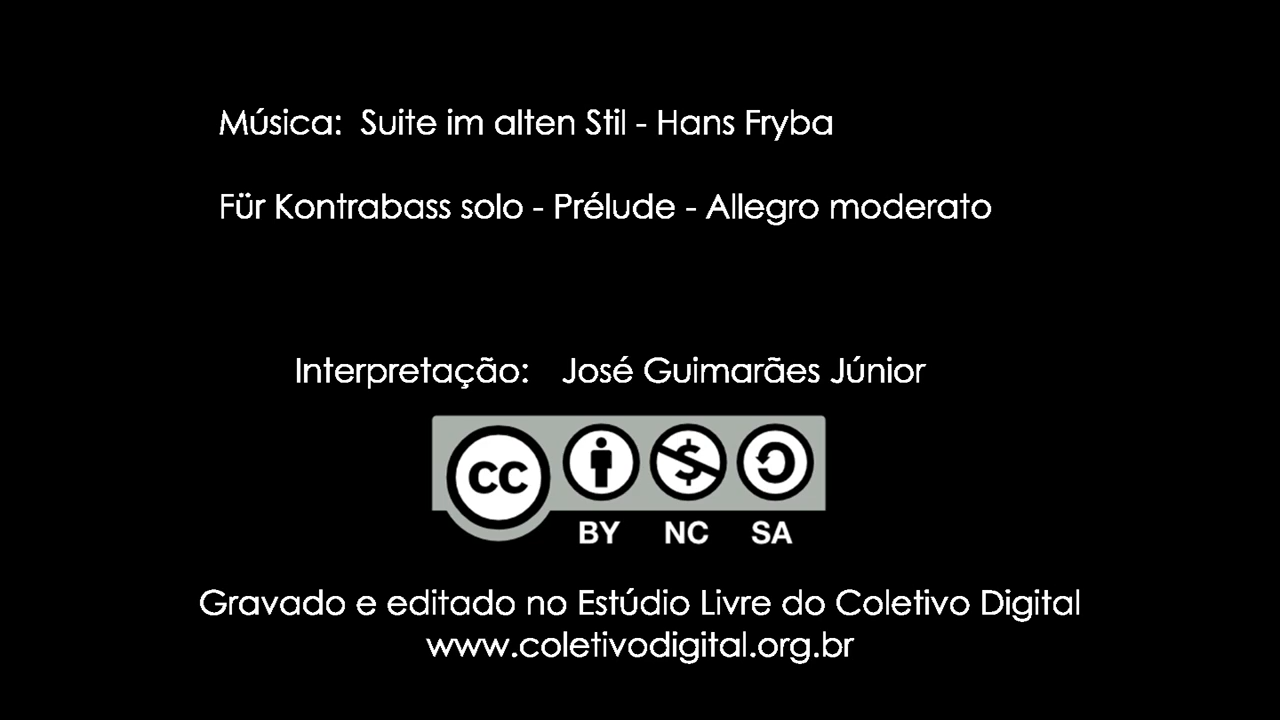 Música: Suite im alten Stil - Hans Fryba
Für Kontrabass solo - Prélude - Allegro moderato
Interpretação: José Guimarães Júnior
cc
BY NC SA
Gravado e editado no Estúdio Livre do Coletivo Digital
www.coletivodigital.org.br